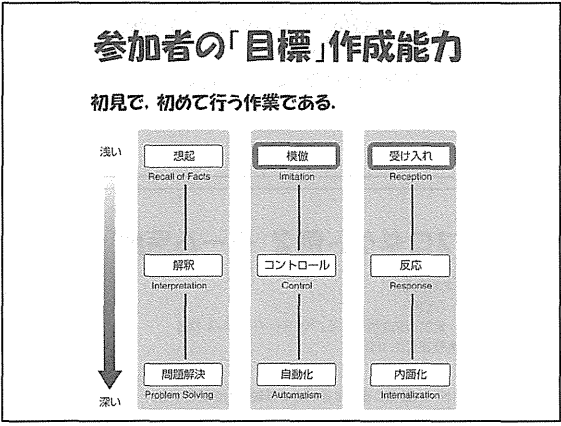 参加者の「目標」作成能力
初見で，初めて行う作業である．
浅い
想起 模倣 受け入れ
Recall of Facts Imitation Reception
解釈 コントロール 反応
Interpretation Control Response
問題解決 自動化 内面化
深い
Problem Solving Automatism Internalization